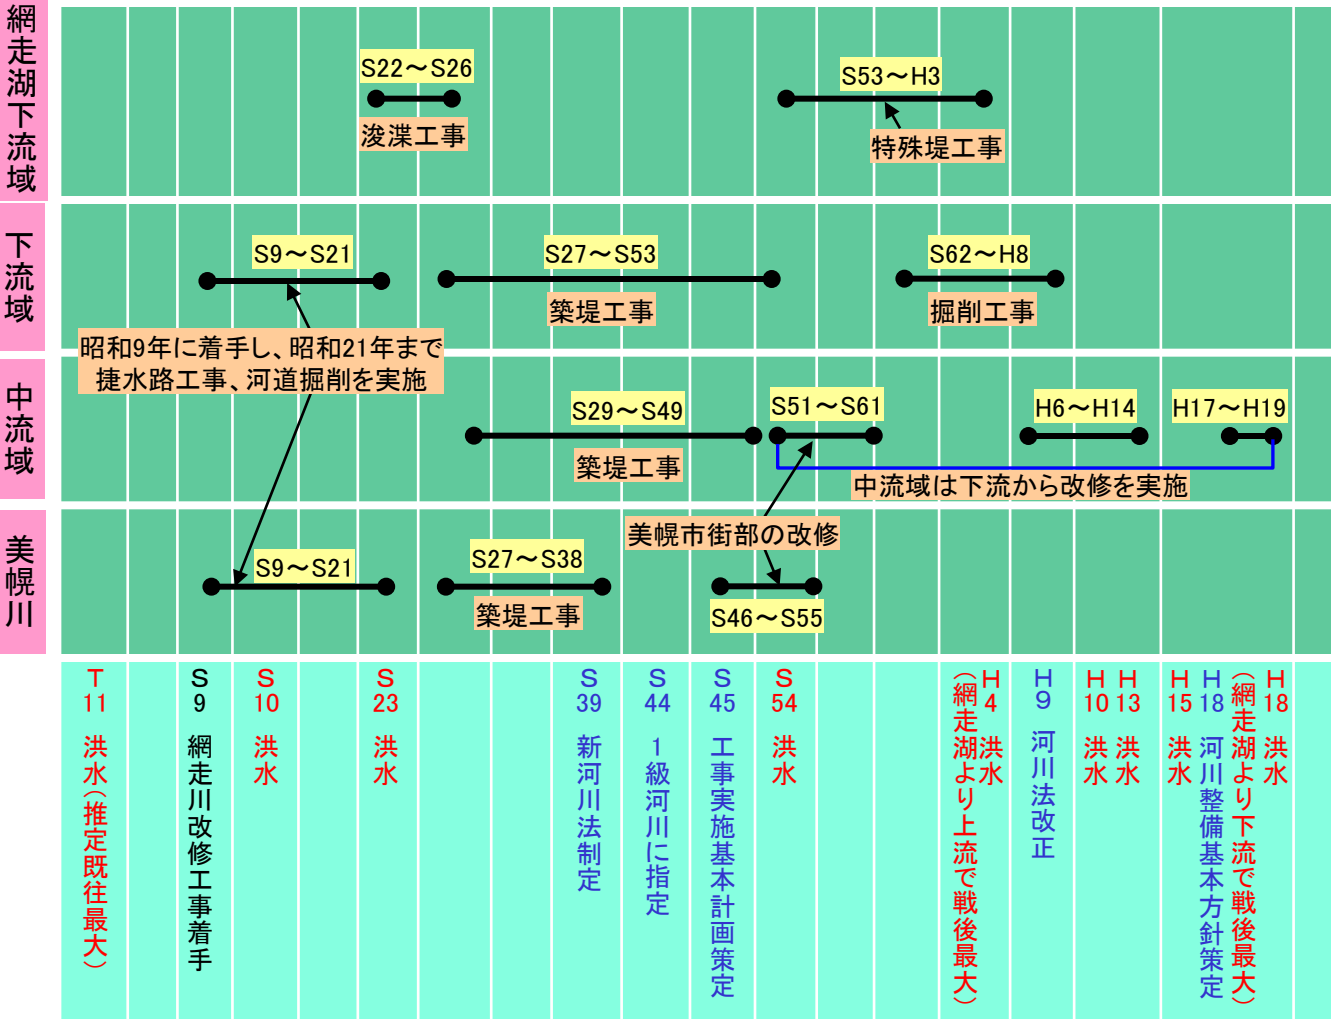 網走湖下流域
S22～S26
浚渫工事
S53～H3
特殊堤工事
下流域
S9～S21
S27～S53
築堤工事
S62～H8
掘削工事
昭和9年に着手し、昭和21年まで
捷水路工事、河道掘削を実施
中流域
S29～S49
築堤工事
S51～S61
H6～H14
H17～H19
中流域は下流から改修を実施
美幌市街部の改修
美幌川
S9～S21
S27～S38
築堤工事
S46～S55
T11 洪水（推定既往最大）
S9 網走川改修工事着手
S10 洪水
S23 洪水
S39 新河川法制定
S44 1級河川に指定
S45 工事実施基本計画策定
S54 洪水
H4 洪水
（網走湖より上流で戦後最大）
H9 河川法改正
H10 洪水
H13 洪水
H15 洪水
H18 河川整備基本方針策定
H18 洪水
（網走湖より下流で戦後最大）